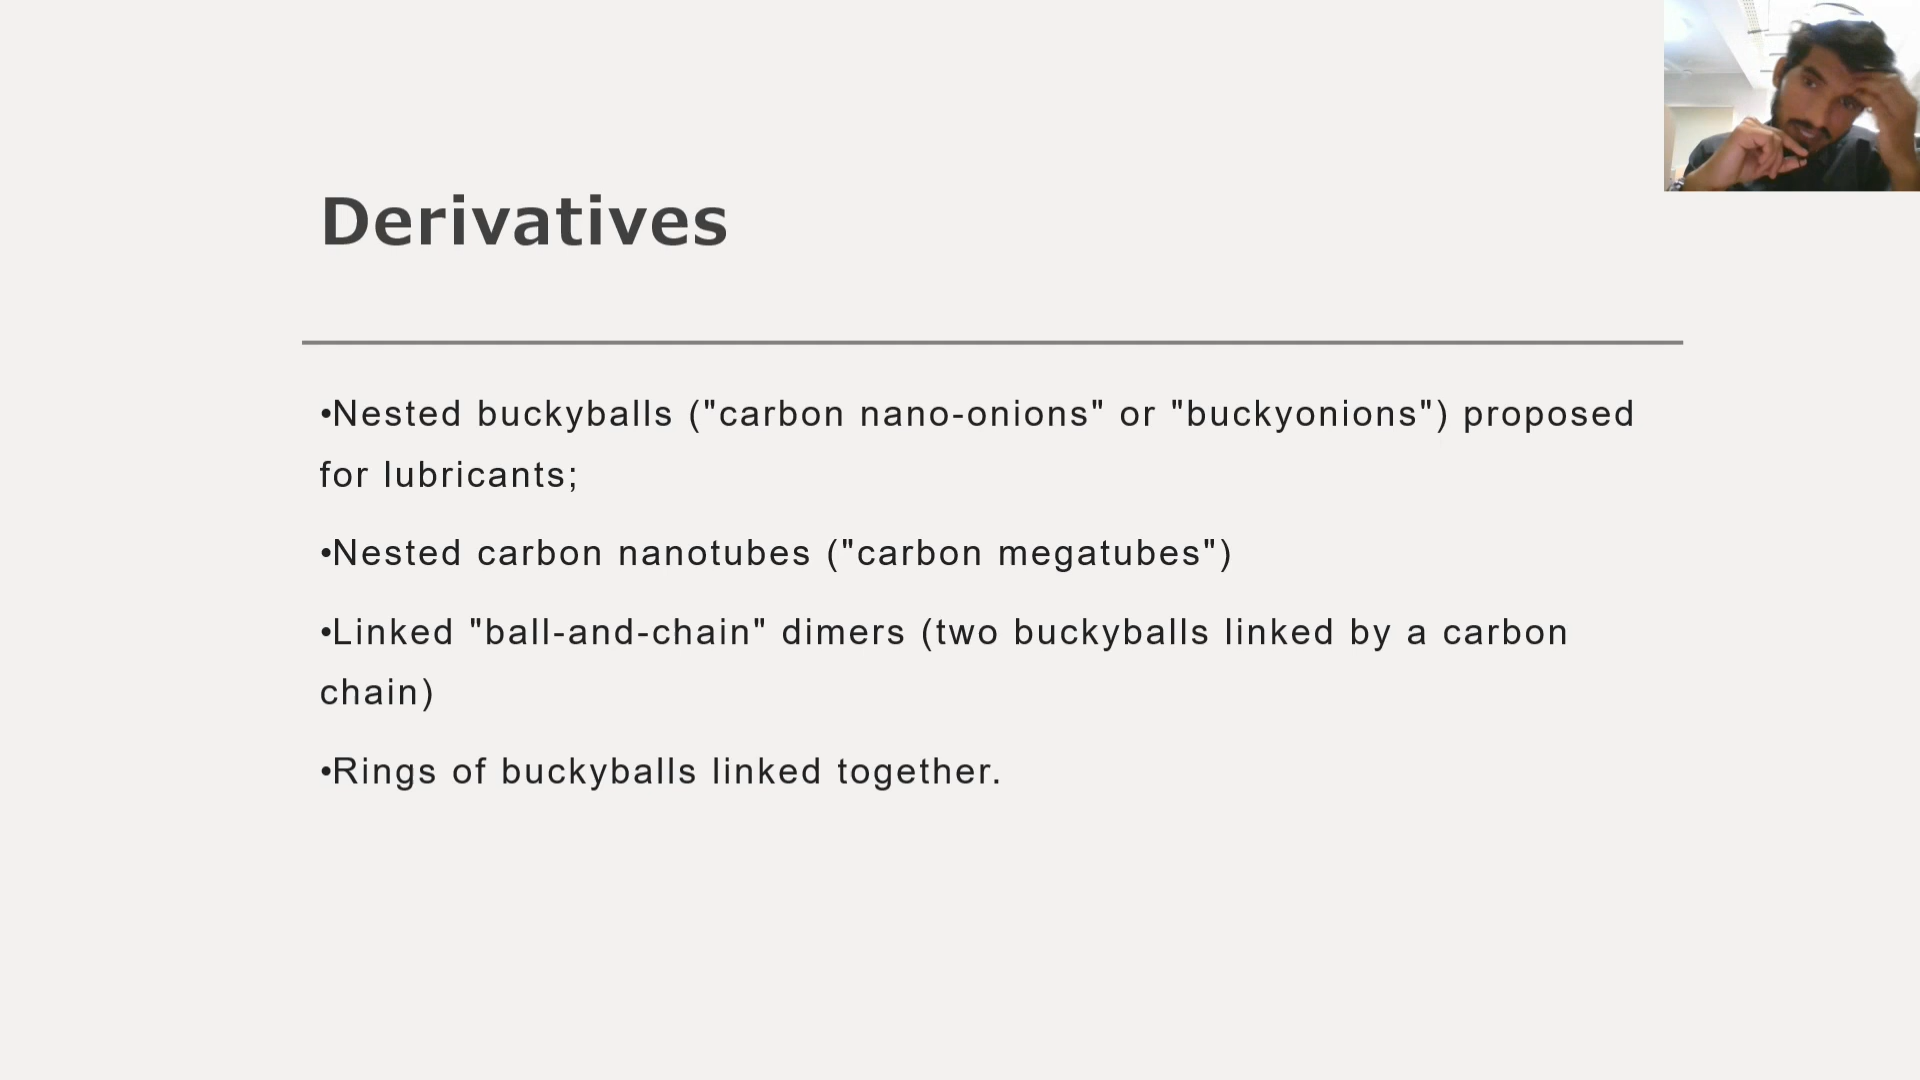 Derivatives
•Nested buckyballs ("carbon nano-onions" or "buckyonions") proposed
for lubricants;
•Nested carbon nanotubes ("carbon megatubes")
•Linked "ball-and-chain" dimers (two buckyballs linked by a carbon
chain)
•Rings of buckyballs linked together.